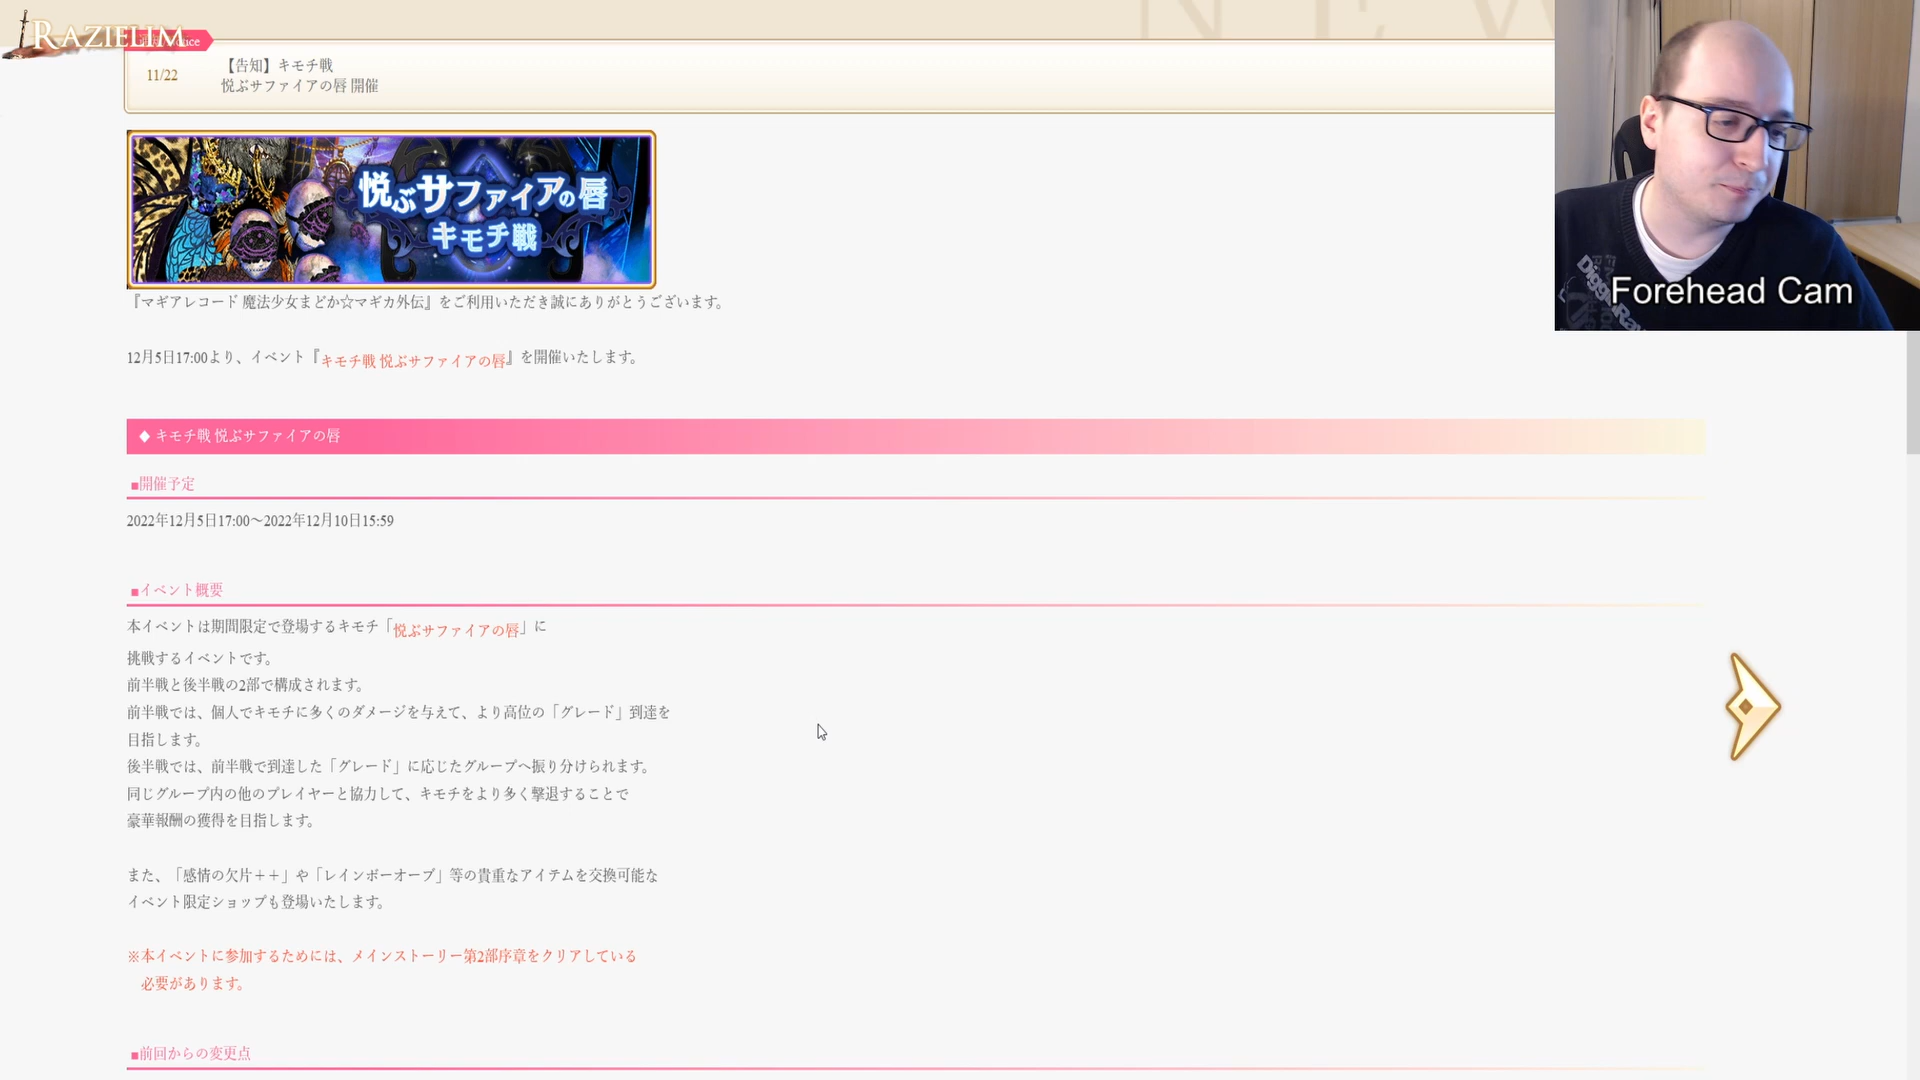 NEW
RAZIELIM
11/22
【告知】キモチ戦
悦ぶサファイアの唇 開催
悦ぶサファイアの唇
キモチ戦
『マギアレコード 魔法少女まどか☆マギカ外伝』をご利用いただき誠にありがとうございます。
12月5日17:00より、イベント『キモチ戦 悦ぶサファイアの唇』を開催いたします。
◆ キモチ戦 悦ぶサファイアの唇
■開催予定
2022年12月5日17:00～2022年12月10日15:59
■イベント概要
本イベントは期間限定で登場するキモチ「悦ぶサファイアの唇」に
挑戦するイベントです。
前半戦と後半戦の2部で構成されます。
前半戦では、個人でキモチに多くのダメージを与えて、より高位の「グレード」到達を
目指します。
後半戦では、前半戦で到達した「グレード」に応じたグループへ振り分けられます。
同じグループ内の他のプレイヤーと協力して、キモチをより多く撃退することで
豪華報酬の獲得を目指します。
また、「感情の欠片＋＋」や「レインボーオーブ」等の貴重なアイテムを交換可能な
イベント限定ショップも登場いたします。
※本イベントに参加するためには、メインストーリー第2部序章をクリアしている
必要があります。
■前回からの変更点
Forehead Cam